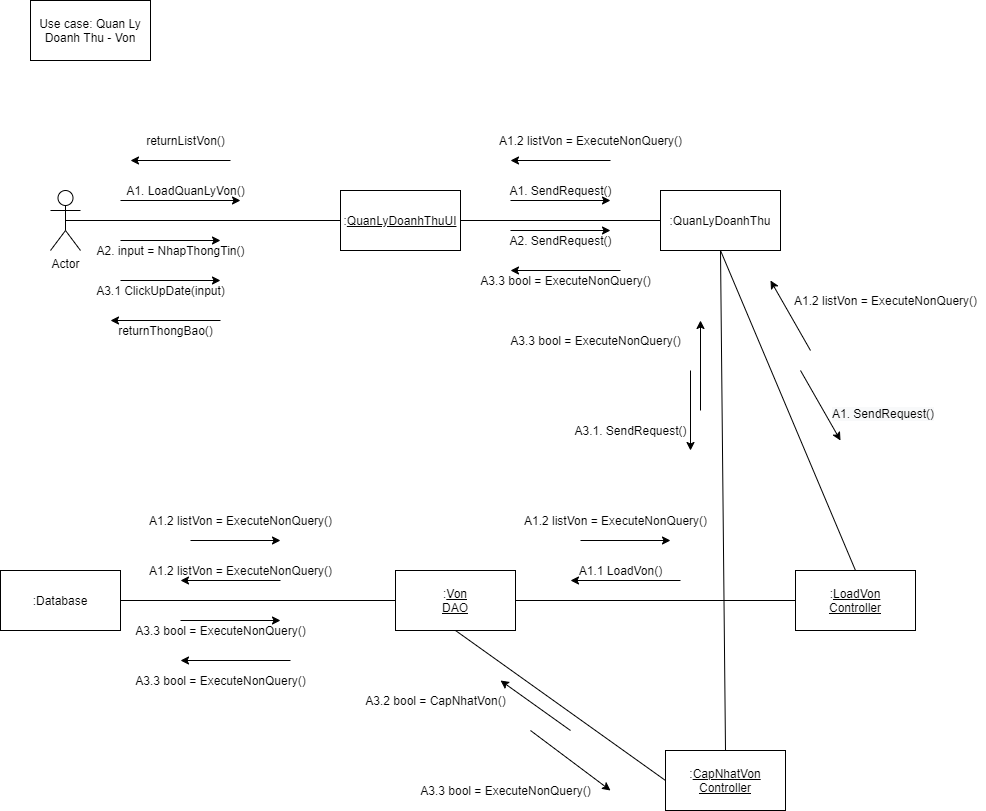 Use case: Quan Ly
Doanh Thu - Von
returnListVon()
A1.2 listVon = ExecuteNonQuery()
A1. LoadQuanLyVon()
A1. SendRequest()
:QuanLyDoanhThuUI
:QuanLyDoanhThu
A2. input = NhapThongTin()
A2. SendRequest()
Actor
A3.1 ClickUpDate(input)
A3.3 bool = ExecuteNonQuery()
A1.2 listVon = ExecuteNonQuery()
returnThongBao()
A3.3 bool = ExecuteNonQuery()
A1. SendRequest()
A3.1. SendRequest()
A1.2 listVon = ExecuteNonQuery()
A1.2 listVon = ExecuteNonQuery()
A1.2 listVon = ExecuteNonQuery()
A1.1 LoadVon()
:Database
:Von
DAO
:LoadVon
Controller
A3.3 bool = ExecuteNonQuery()
A3.3 bool = ExecuteNonQuery()
A3.2 bool = CapNhatVon()
:CapNhatVon
Controller
A3.3 bool = ExecuteNonQuery()